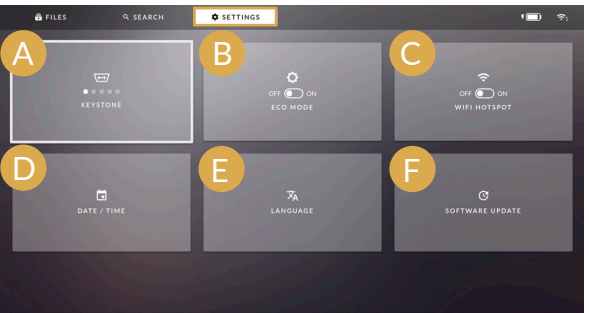 FILES SEARCH SETTINGS
A B C
KEYSTONE
OFF ON
ECO MODE
OFF ON
WIFI HOTSPOT
D E F
DATE / TIME LANGUAGE SOFTWARE UPDATE